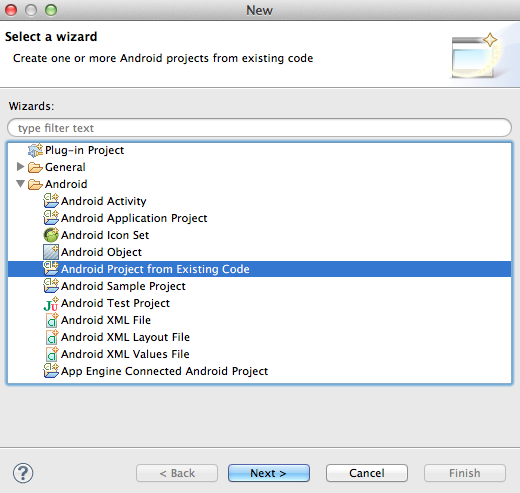 New
Select a wizard
Create one or more Android projects from existing code
Wizards:
type filter text
Plug-in Project
General
Android
Android Activity
Android Application Project
Android Icon Set
Android Object
Android Project from Existing Code
Android Sample Project
Android Test Project
Android XML File
Android XML Layout File
Android XML Values File
App Engine Connected Android Project
? < Back Next > Cancel Finish